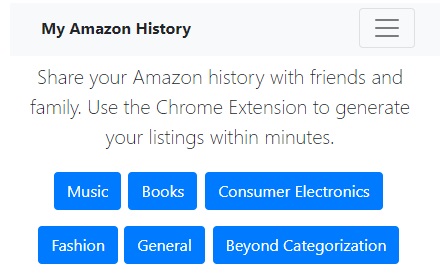 My Amazon History
Share your Amazon history with friends and
family. Use the Chrome Extension to generate
your listings within minutes.
Music Books Consumer Electronics
Fashion General Beyond Categorization